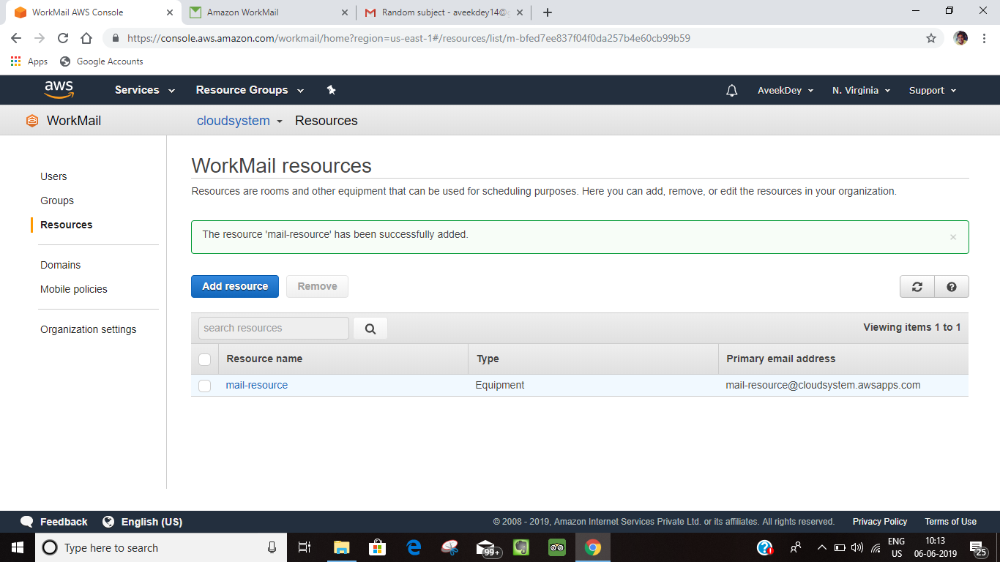 WorkMail AWS Console
Amazon WorkMail
Random subject - aveekdey14@
https://console.aws.amazon.com/workmail/home?region=us-east-1#/resources/list/m-bfed7ee837f04f0da257b4e60cb99b59
Apps
Google Accounts
aws
Services
Resource Groups
AveekDey
N. Virginia
Support
WorkMail
cloudsystem
Resources
Users
Groups
Resources
Domains
Mobile policies
Organization settings
WorkMail resources
Resources are rooms and other equipment that can be used for scheduling purposes. Here you can add, remove, or edit the resources in your organization.
The resource 'mail-resource' has been successfully added.
Add resource
Remove
search resources
Viewing items 1 to 1
Resource name
Type
Primary email address
mail-resource
Equipment
mail-resource@cloudsystem.awsapps.com
Feedback
English (US)
© 2008 - 2019, Amazon Internet Services Private Ltd. or its affiliates. All rights reserved.
Privacy Policy
Terms of Use
Type here to search
99+
ENG
US
10:13
06-06-2019
25